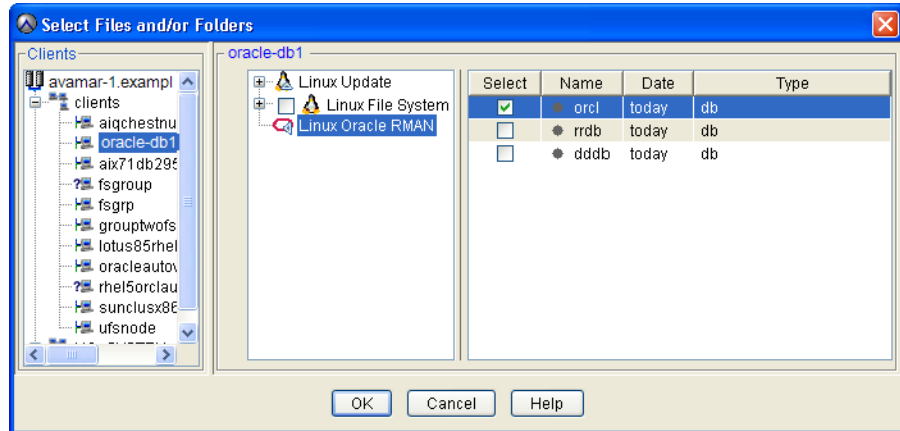 Select Files and/or Folders
Clients
avamar-1.exampl
clients
aiqchestnu
oracle-db1
aix71db295
?fsgroup
fsgrp
grouptwofs
lotus85rhel
oracleautov
?rhel5orclau
sunclusx86
ufsnode
oracle-db1
Linux Update
Linux File System
Linux Oracle RMAN
Select Name Date Type
orcl today db
rrdb today db
dddb today db
OK Cancel Help